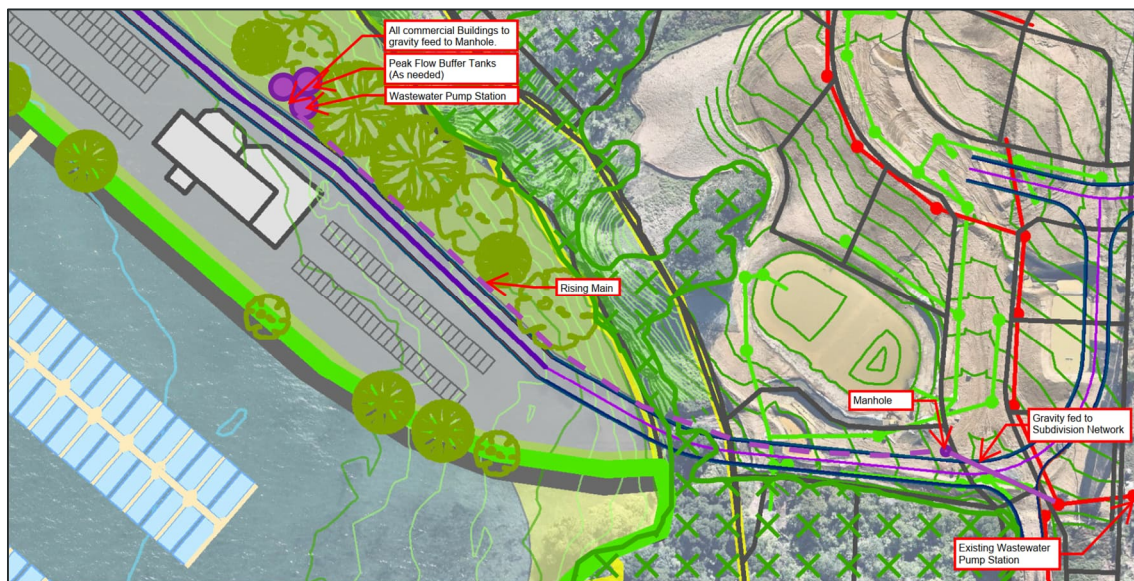 All commercial Buildings to
gravity feed to Manhole.
Peak Flow Buffer Tanks
(As needed)
Wastewater Pump Station
Rising Main
Manhole
Gravity fed to
Subdivision Network
Existing Wastewater
Pump Station